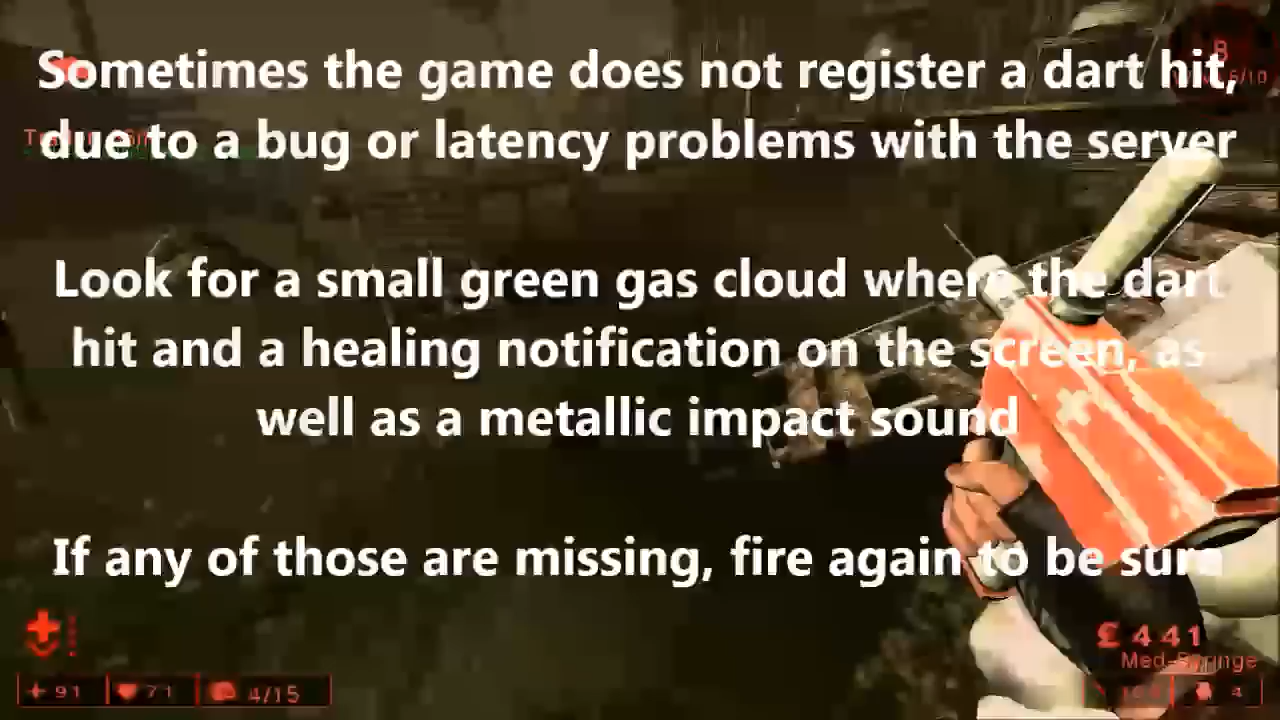 Sometimes the game does not register a dart hit,
due to a bug or latency problems with the server
Look for a small green gas cloud where the dart
hit and a healing notification on the screen, as
well as a metallic impact sound
If any of those are missing, fire again to be sure
£ 441
Med-Syringe
91 71 4/15
4